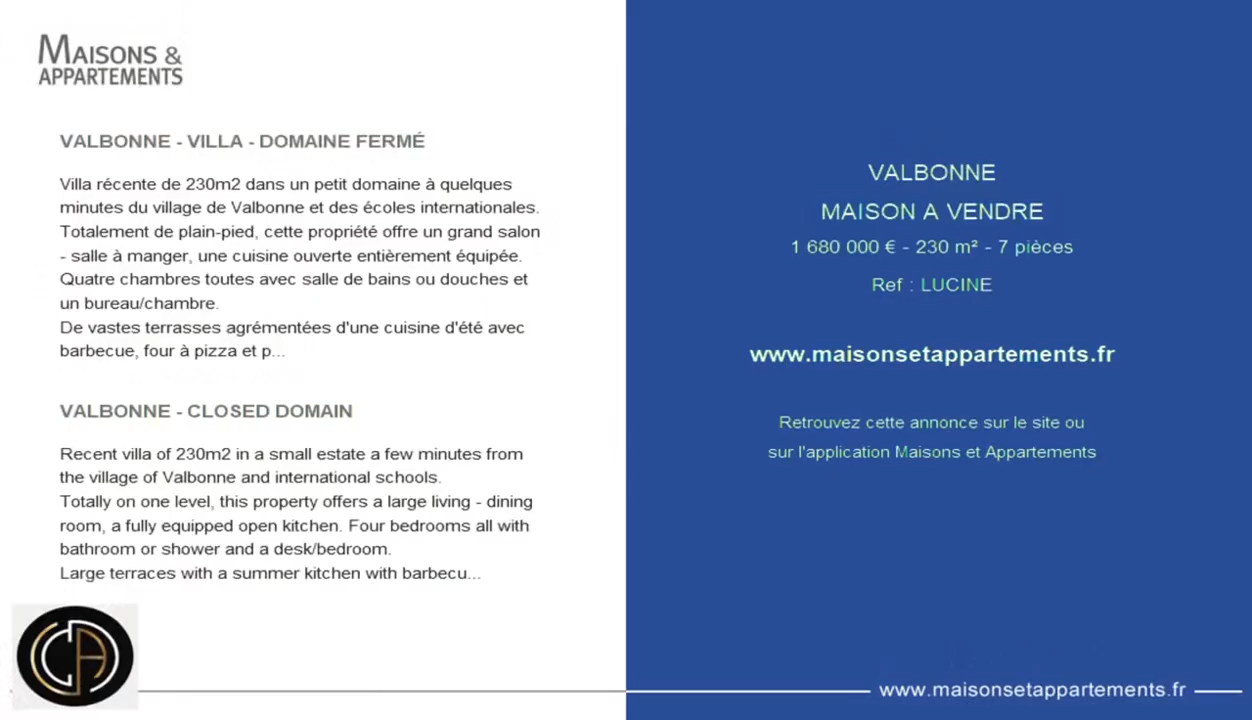 MAISONS &
APPARTEMENTS
VALBONNE - VILLA - DOMAINE FERMÉ
Villa récente de 230m2 dans un petit domaine à quelques
minutes du village de Valbonne et des écoles internationales.
Totalement de plain-pied, cette propriété offre un grand salon
- salle à manger, une cuisine ouverte entièrement équipée.
Quatre chambres toutes avec salle de bains ou douches et
un bureau/chambre.
De vastes terrasses agrémentées d'une cuisine d'été avec
barbecue, four à pizza et p...
VALBONNE - CLOSED DOMAIN
Recent villa of 230m2 in a small estate a few minutes from
the village of Valbonne and international schools.
Totally on one level, this property offers a large living - dining
room, a fully equipped open kitchen. Four bedrooms all with
bathroom or shower and a desk/bedroom.
Large terraces with a summer kitchen with barbecu...
VALBONNE
MAISON A VENDRE
1 680 000 € - 230 m² - 7 pièces
Ref : LUCINE
www.maisonsetappartements.fr
Retrouvez cette annonce sur le site ou
sur l'application Maisons et Appartements
www.maisonsetappartements.fr